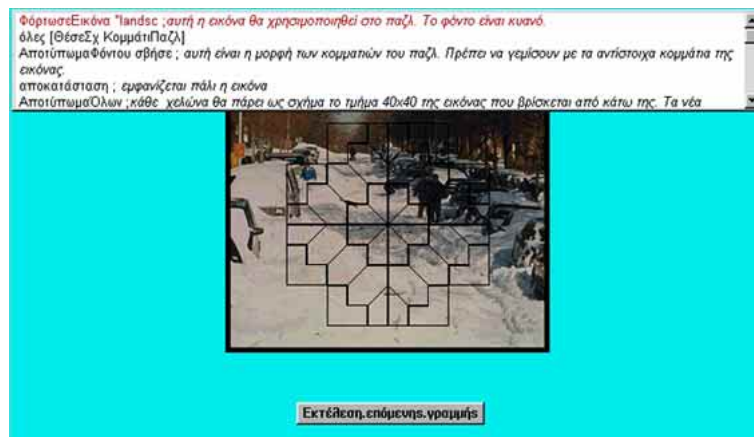 ΦόρτωσεΕικόνα "landsc ;αυτή η εικόνα θα χρησιμοποιηθεί στο παζλ. Το φόντο είναι κυανό.
όλες [ΘέσεΣχ ΚομμάτιΠαζλ]
ΑποτύπωμαΦόντου σβήσε ; αυτή είναι η μορφή των κομματιών του παζλ. Πρέπει να γεμίσουν με τα αντίστοιχα κομμάτια της
εικόνας.
αποκατάσταση ; εμφανίζεται πάλι η εικόνα
ΑποτύπωμαΌλων ;κάθε χελώνα θα πάρει ως σχήμα το τμήμα 40x40 της εικόνας που βρίσκεται από κάτω της. Τα νέα
Εκτέλεση.επόμενης.γραμμής